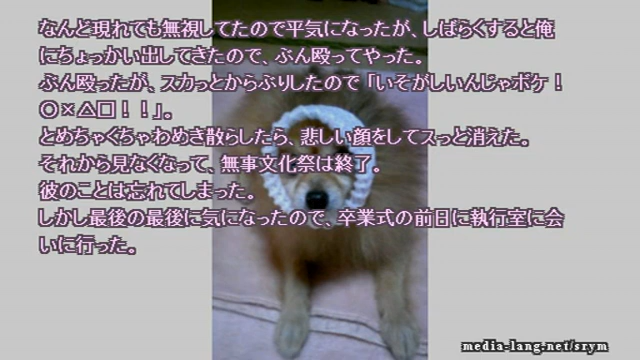 なんど現れても無視してたので平気になったが、しばらくすると俺
にちょっかい出してきたので、ぶん殴ってやった。
ぶん殴ったが、スカっとからぶりしたので「いそがしいんじゃボケ！
○×△□！！」。
とめちゃくちゃわめき散らしたら、悲しい顔をしてスっと消えた。
それから見なくなって、無事文化祭は終了。
彼のことは忘れてしまった。
しかし最後の最後に気になったので、卒業式の前日に執行室に会
いに行った。
media-lang.net/srym